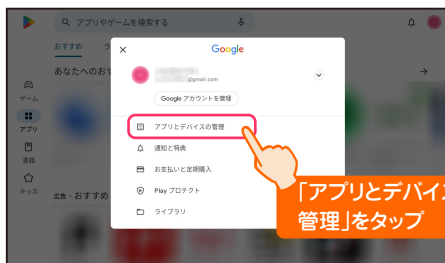 アプリやゲームを検索する
おすすめ
あなたへのおす
ゲーム
アプリ
書籍
キッズ
広告・おすすめ
Google
@gmail.com
Google アカウントを管理
アプリとデバイスの管理
通知と特典
お支払いと定期購入
Play プロテクト
ライブラリ
「アプリとデバイス
管理」をタップ